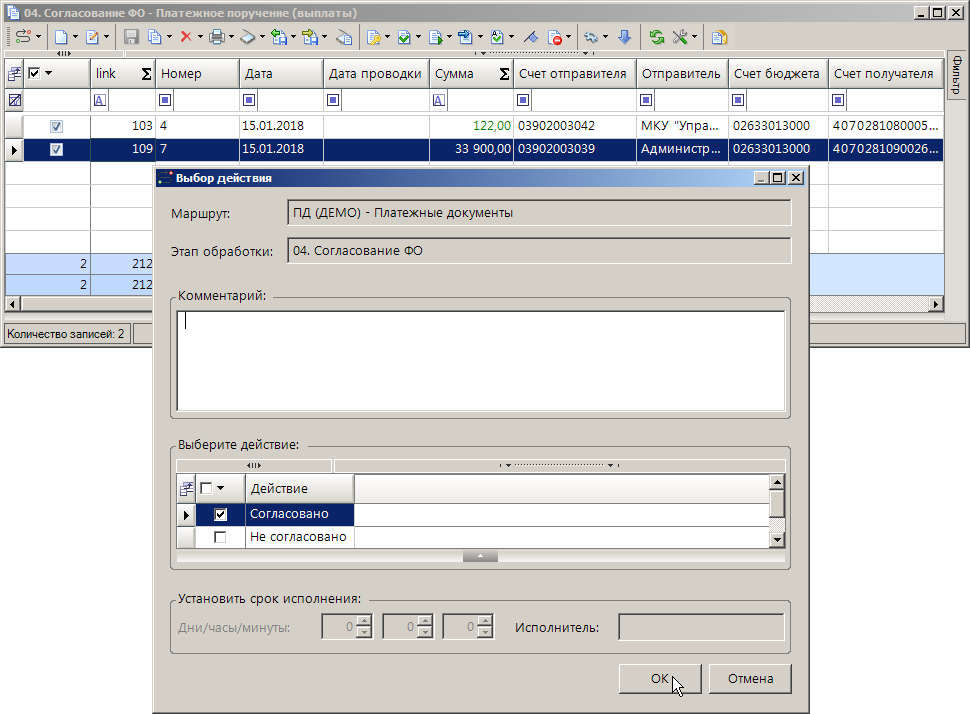 04. Согласование ФО - Платежное поручение (выплаты)
link Σ Номер Дата Дата проводки Сумма Σ Счет отправителя Отправитель Счет бюджета Счет получателя
Фильтр
103 4 15.01.2018 122,00 03902003042 МКУ "Упра... 02633013000 4070281080005...
109 7 15.01.2018 33 900,00 03902003039 Администр... 02633013000 4070281090026...
2 212
2 212
Количество записей: 2
Выбор действия
Маршрут: ПД (ДЕМО) - Платежные документы
Этап обработки: 04. Согласование ФО
Комментарий:
Выберите действие:
Действие
Согласовано
Не согласовано
Установить срок исполнения:
Дни/часы/минуты: 0 0 0 Исполнитель:
ОК Отмена